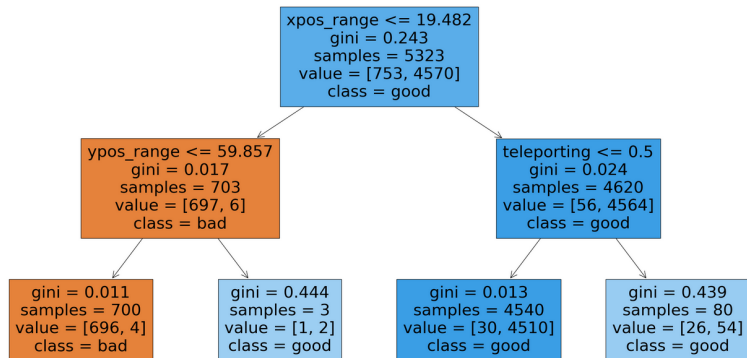 xpos_range <= 19.482
gini = 0.243
samples = 5323
value = [753, 4570]
class = good
ypos_range <= 59.857
gini = 0.017
samples = 703
value = [697, 6]
class = bad
teleporting <= 0.5
gini = 0.024
samples = 4620
value = [56, 4564]
class = good
gini = 0.011
samples = 700
value = [696, 4]
class = bad
gini = 0.444
samples = 3
value = [1, 2]
class = good
gini = 0.013
samples = 4540
value = [30, 4510]
class = good
gini = 0.439
samples = 80
value = [26, 54]
class = good